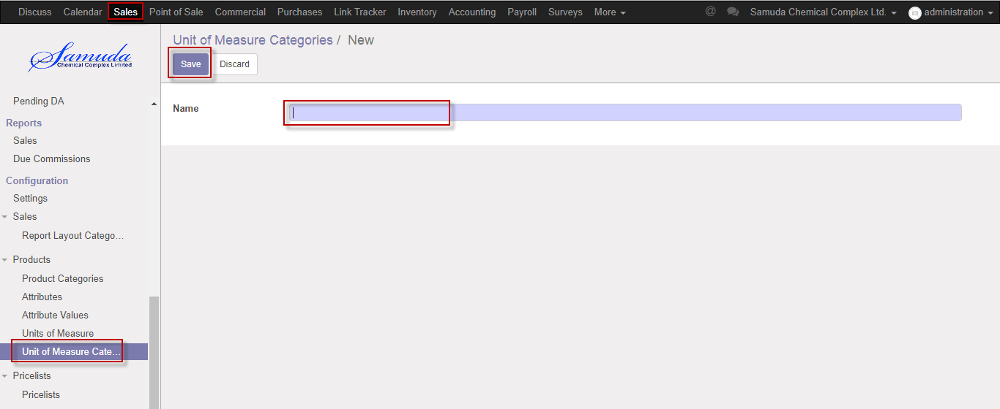 Discuss Calendar Sales Point of Sale Commercial Purchases Link Tracker Inventory Accounting Payroll Surveys More @ Samuda Chemical Complex Ltd. administration
Samuda
Chemical Complex Limited
Unit of Measure Categories / New
Save Discard
Name
Pending DA
Reports
Sales
Due Commissions
Configuration
Settings
Sales
Report Layout Catego...
Products
Product Categories
Attributes
Attribute Values
Units of Measure
Unit of Measure Cate...
Pricelists
Pricelists